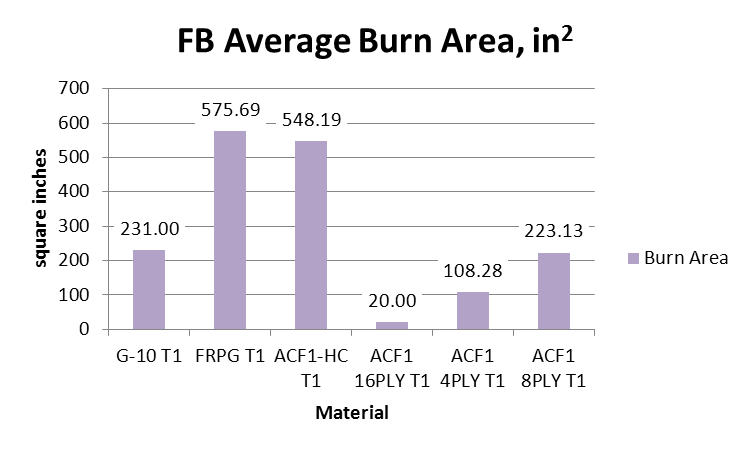 FB Average Burn Area, in²
square inches
700
600
500
400
300
200
100
0
231.00
575.69
548.19
20.00
108.28
223.13
G-10 T1
FRPG T1
ACF1-HC
T1
ACF1
16PLY T1
ACF1
4PLY T1
ACF1
8PLY T1
Material
Burn Area